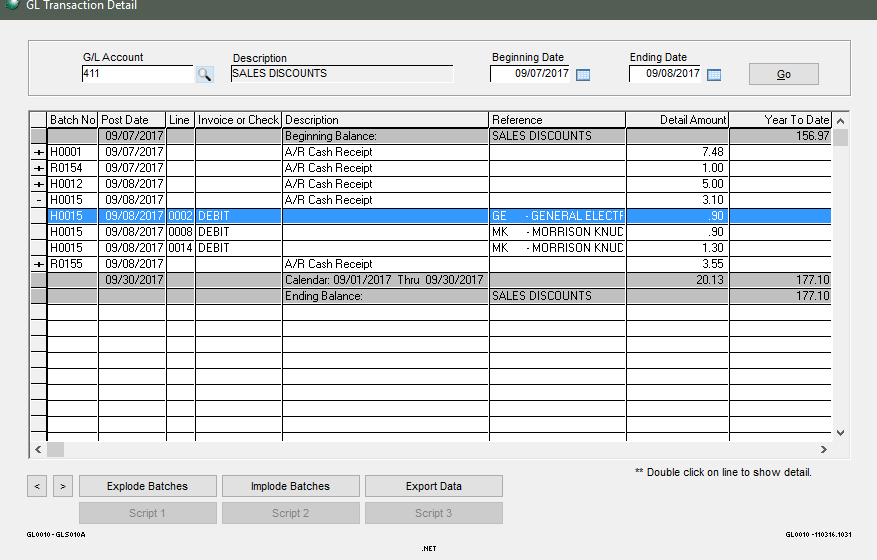 GL Transaction Detail
G/L Account Description Beginning Date Ending Date
411 SALES DISCOUNTS 09/07/2017 09/08/2017 Go
Batch No Post Date Line Invoice or Check Description Reference Detail Amount Year To Date
09/07/2017 Beginning Balance: SALES DISCOUNTS 156.97
+ H0001 09/07/2017 A/R Cash Receipt 7.48
+ R0154 09/07/2017 A/R Cash Receipt 1.00
+ H0012 09/08/2017 A/R Cash Receipt 5.00
- H0015 09/08/2017 A/R Cash Receipt 3.10
H0015 09/08/2017 0002 DEBIT GE - GENERAL ELECTR .90
H0015 09/08/2017 0008 DEBIT MK - MORRISON KNUD .90
H0015 09/08/2017 0014 DEBIT MK - MORRISON KNUD 1.30
+ R0155 09/08/2017 A/R Cash Receipt 3.55
09/30/2017 Calendar: 09/01/2017 Thru 09/30/2017 20.13 177.10
Ending Balance: SALES DISCOUNTS 177.10
** Double click on line to show detail.
< > Explode Batches Implode Batches Export Data
Script 1 Script 2 Script 3
GL0010 - GLS010A GL0010 -110316.1031
.NET